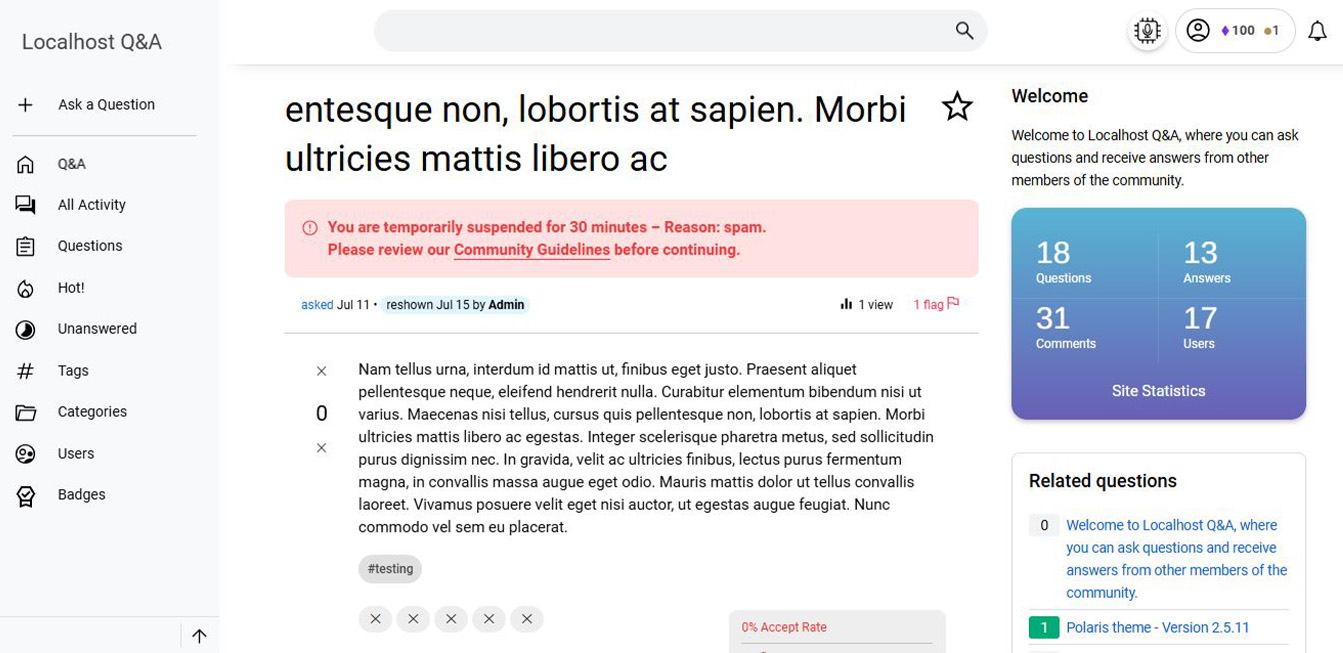 Localhost Q&A
100
1
Ask a Question
Q&A
All Activity
Questions
Hot!
Unanswered
Tags
Categories
Users
Badges
entesque non, lobortis at sapien. Morbi
ultricies mattis libero ac
You are temporarily suspended for 30 minutes – Reason: spam.
Please review our Community Guidelines before continuing.
asked Jul 11 • reshown Jul 15 by Admin
1 view
1 flag
0
Nam tellus urna, interdum id mattis ut, finibus eget justo. Praesent aliquet
pellentesque neque, eleifend hendrerit nulla. Curabitur elementum bibendum nisi ut
varius. Maecenas nisi tellus, cursus quis pellentesque non, lobortis at sapien. Morbi
ultricies mattis libero ac egestas. Integer scelerisque pharetra metus, sed sollicitudin
purus dignissim nec. In gravida, velit ac ultricies finibus, lectus purus fermentum
magna, in convallis massa augue eget odio. Mauris mattis dolor ut tellus convallis
laoreet. Vivamus posuere velit eget nisi auctor, ut egestas augue feugiat. Nunc
commodo vel sem eu placerat.
#testing
0% Accept Rate
Welcome
Welcome to Localhost Q&A, where you can ask
questions and receive answers from other
members of the community.
18
Questions
13
Answers
31
Comments
17
Users
Site Statistics
Related questions
0
Welcome to Localhost Q&A, where
you can ask questions and receive
answers from other members of the
community.
1
Polaris theme - Version 2.5.11